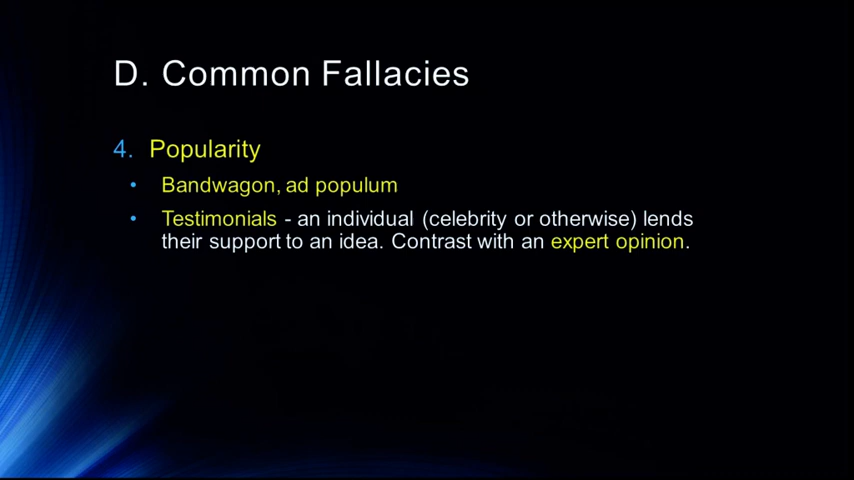 D. Common Fallacies
4. Popularity
• Bandwagon, ad populum
• Testimonials - an individual (celebrity or otherwise) lends
their support to an idea. Contrast with an expert opinion.